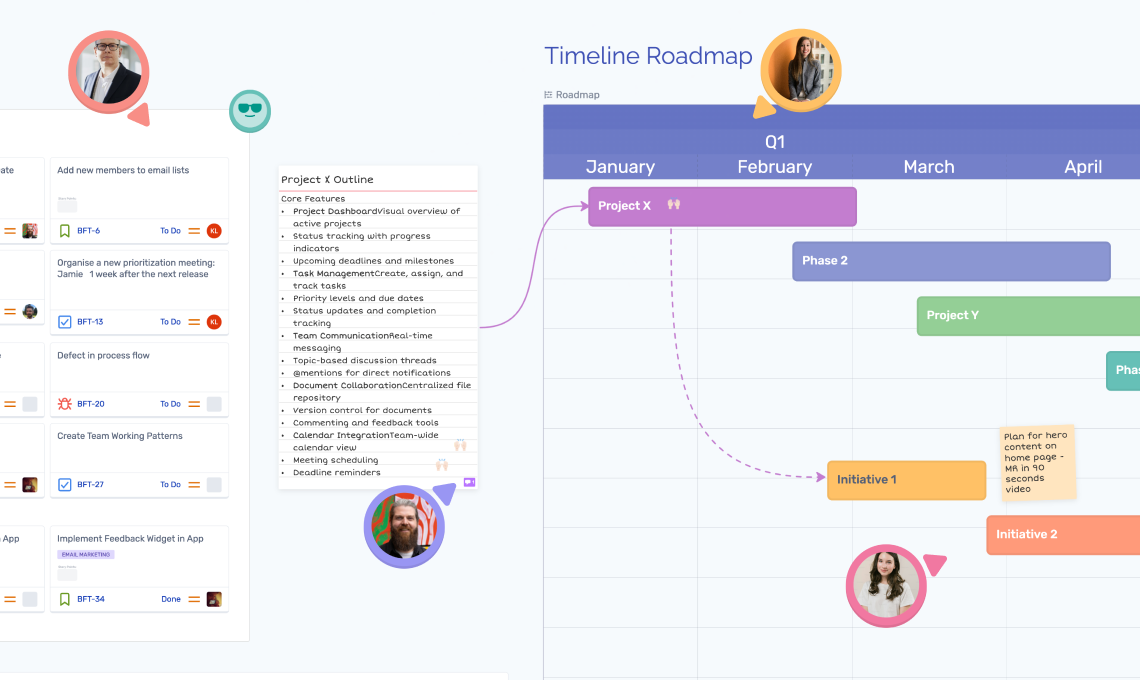 Timeline Roadmap
Roadmap
Q1
January
February
March
April
Project X
Phase 2
Project Y
Phas
Initiative 1
Plan for hero
content on
home page -
MR in 90
seconds
video
Initiative 2
ate
Add new members to email lists
BFT-6
To Do
KL
Organise a new prioritization meeting:
Jamie 1 week after the next release
BFT-13
To Do
KL
Defect in process flow
BFT-20
To Do
Create Team Working Patterns
BFT-27
To Do
App
Implement Feedback Widget in App
EMAIL MARKETING
BFT-34
Done
Project X Outline
Core Features
• Project DashboardVisual overview of
active projects
• Status tracking with progress
indicators
• Upcoming deadlines and milestones
• Task ManagementCreate, assign, and
track tasks
• Priority levels and due dates
• Status updates and completion
tracking
• Team CommunicationReal-time
messaging
• Topic-based discussion threads
• @mentions for direct notifications
• Document CollaborationCentralized file
repository
• Version control for documents
• Commenting and feedback tools
• Calendar IntegrationTeam-wide
calendar view
• Meeting scheduling
• Deadline reminders